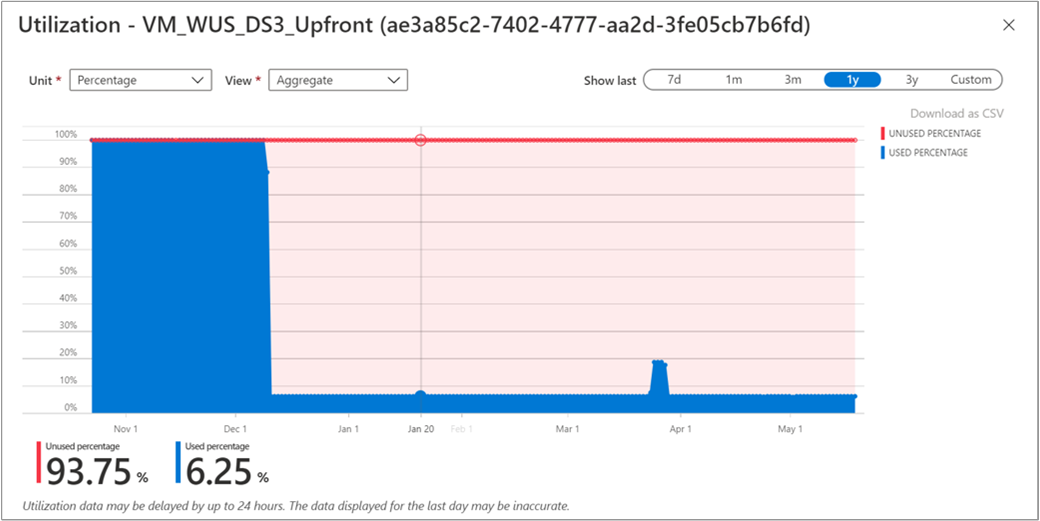 Utilization - VM_WUS_DS3_Upfront (ae3a85c2-7402-4777-aa2d-3fe05cb7b6fd)
Unit * Percentage View * Aggregate Show last 7d 1m 3m 1y 3y Custom
Download as CSV
UNUSED PERCENTAGE
USED PERCENTAGE
100%
90%
80%
70%
60%
50%
40%
30%
20%
10%
0%
Nov 1 Dec 1 Jan 1 Jan 20 Feb 1 Mar 1 Apr 1 May 1
Unused percentage Used percentage
93.75 % 6.25 %
Utilization data may be delayed by up to 24 hours. The data displayed for the last day may be inaccurate.